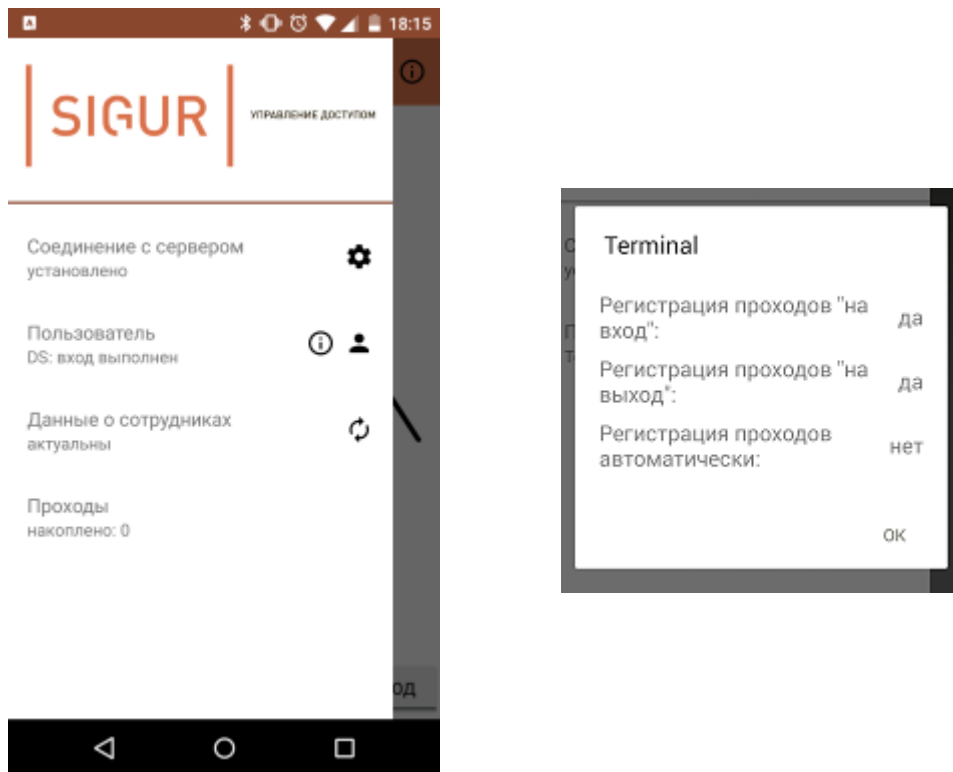 18:15
SIGUR
УПРАВЛЕНИЕ ДОСТУПОМ
Соединение с сервером
установлено
Пользователь
DS: вход выполнен
Данные о сотрудниках
актуальны
Проходы
накоплено: 0
од
Terminal
Регистрация проходов "на
вход":
да
Регистрация проходов "на
выход":
да
Регистрация проходов
автоматически:
нет
ОК